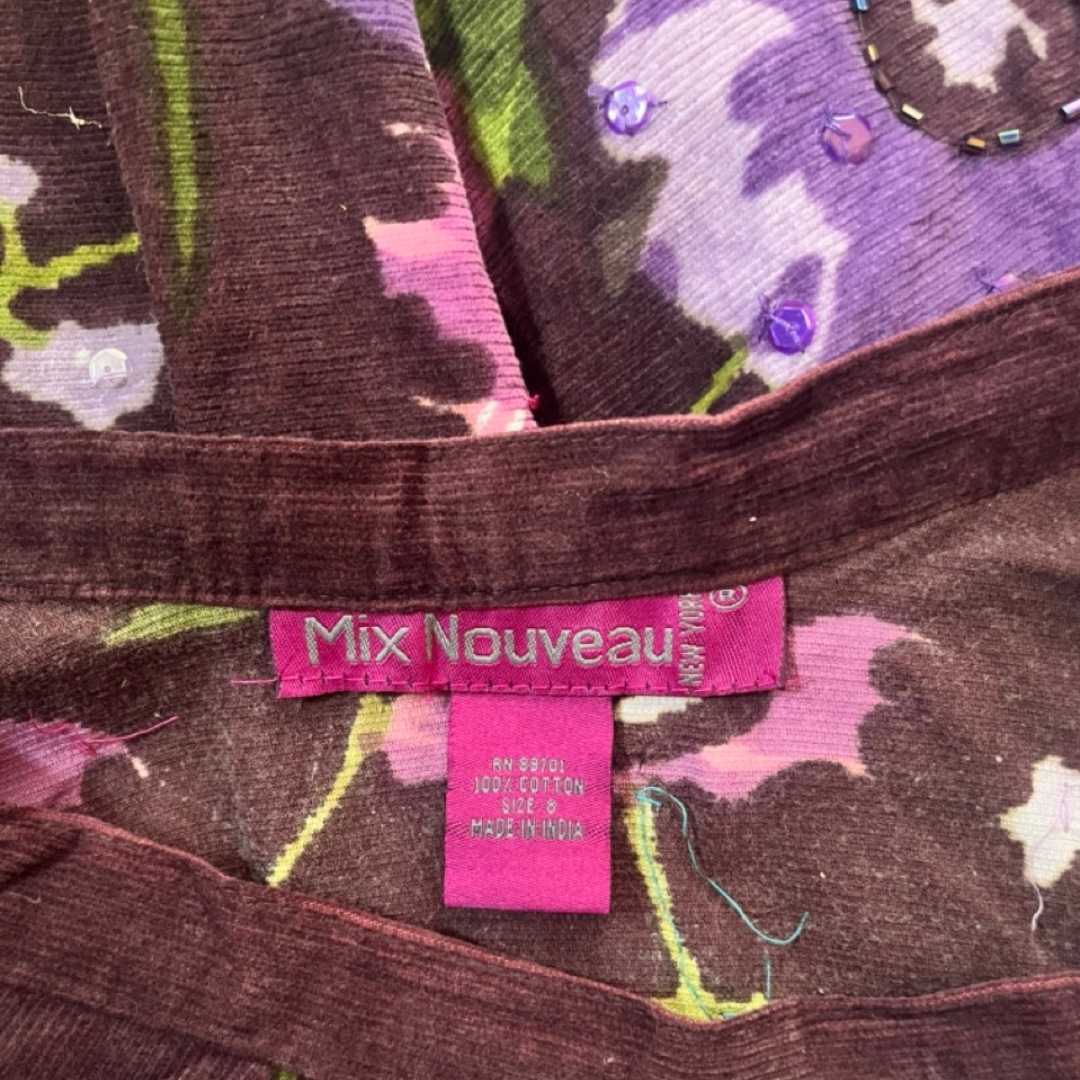 Mix Nouveau
NEW YORK ®
RN 89701
100% COTTON
SIZE 8
MADE IN INDIA